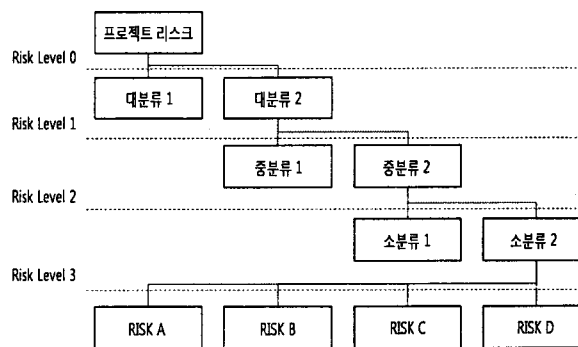 프로젝트 리스크
Risk Level 0
대분류 1
대분류 2
Risk Level 1
중분류 1
중분류 2
Risk Level 2
소분류 1
소분류 2
Risk Level 3
RISK A
RISK B
RISK C
RISK D